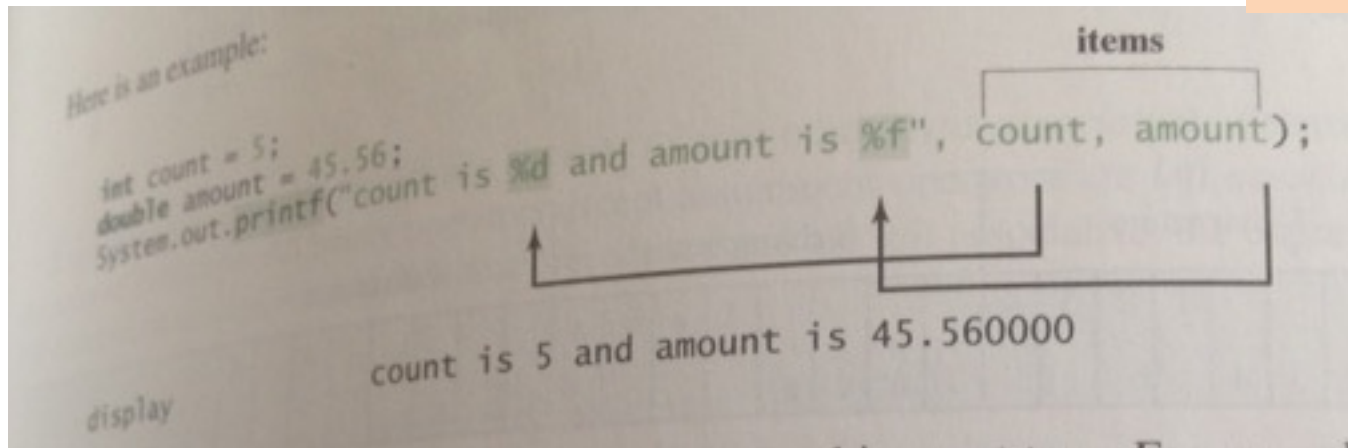 Here is an example:
items
int count = 5;
double amount = 45.56;
System.out.printf("count is %d and amount is %f", count, amount);
count is 5 and amount is 45.560000
display